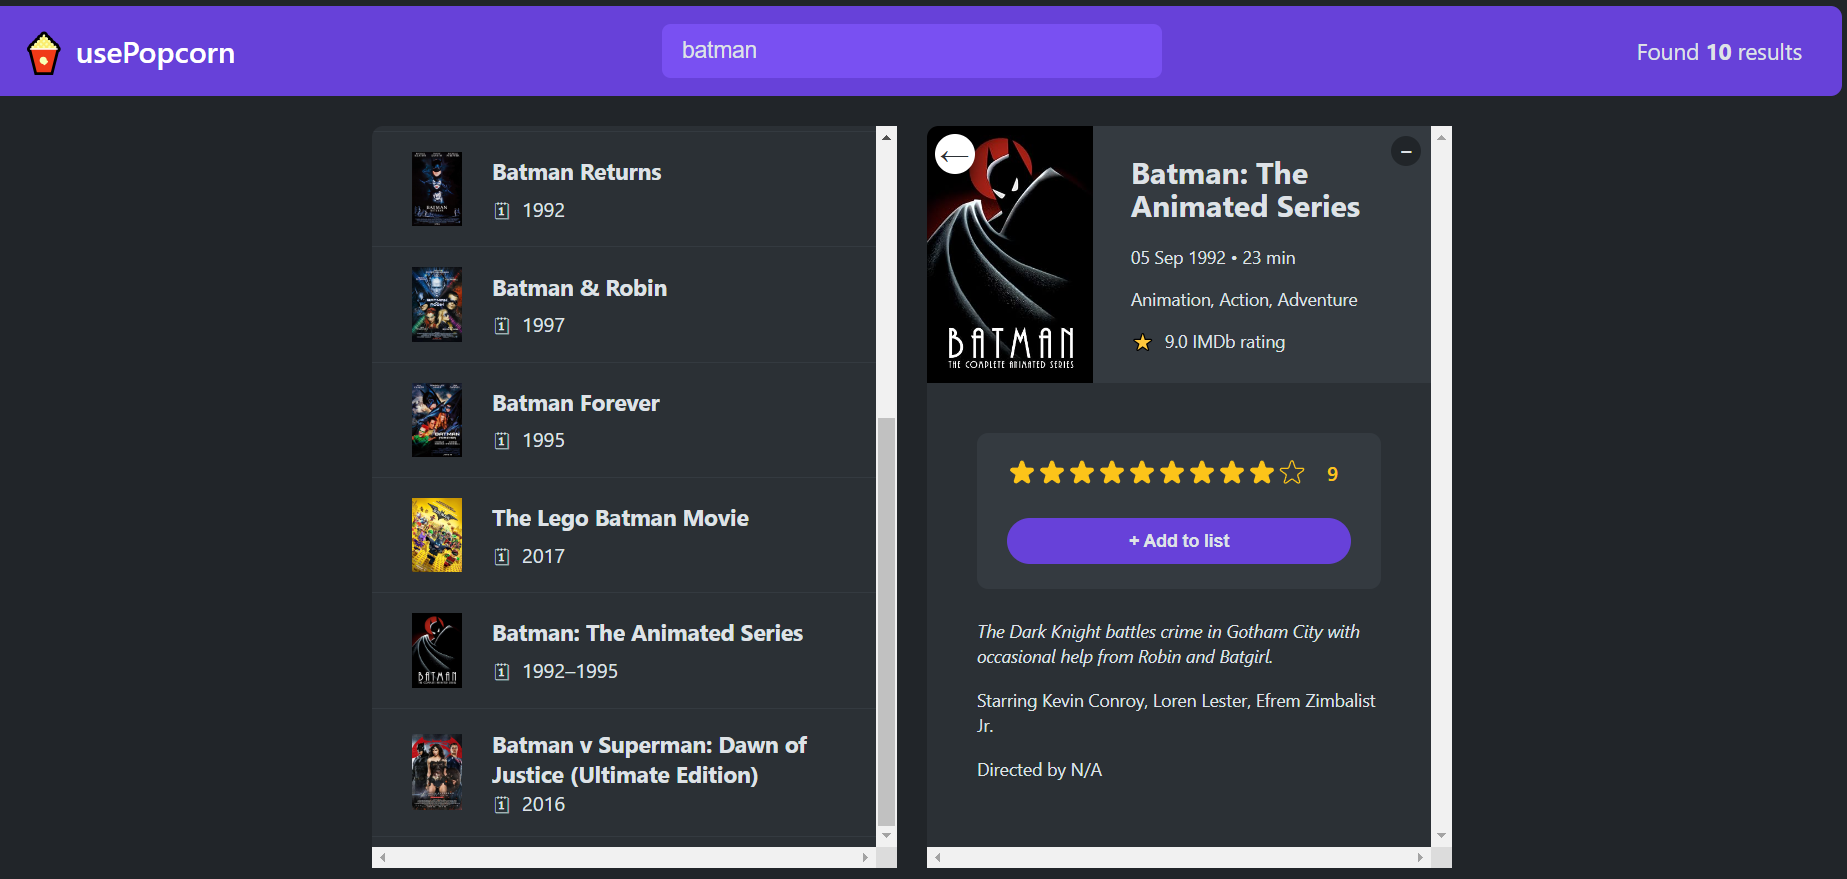 usePopcorn
batman
Found 10 results
Batman Returns
1992
Batman & Robin
1997
Batman Forever
1995
The Lego Batman Movie
2017
Batman: The Animated Series
1992–1995
Batman v Superman: Dawn of
Justice (Ultimate Edition)
2016
BATMAN
THE COMPLETE ANIMATED SERIES
Batman: The
Animated Series
05 Sep 1992 • 23 min
Animation, Action, Adventure
9.0 IMDb rating
9
+ Add to list
The Dark Knight battles crime in Gotham City with
occasional help from Robin and Batgirl.
Starring Kevin Conroy, Loren Lester, Efrem Zimbalist
Jr.
Directed by N/A